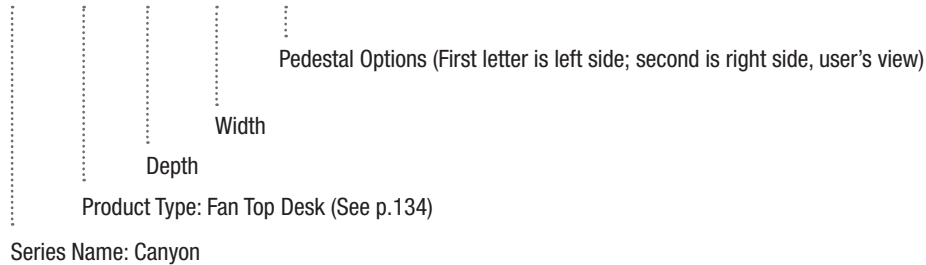 Pedestal Options (First letter is left side; second is right side, user’s view)
Width
Depth
Product Type: Fan Top Desk (See p.134)
Series Name: Canyon